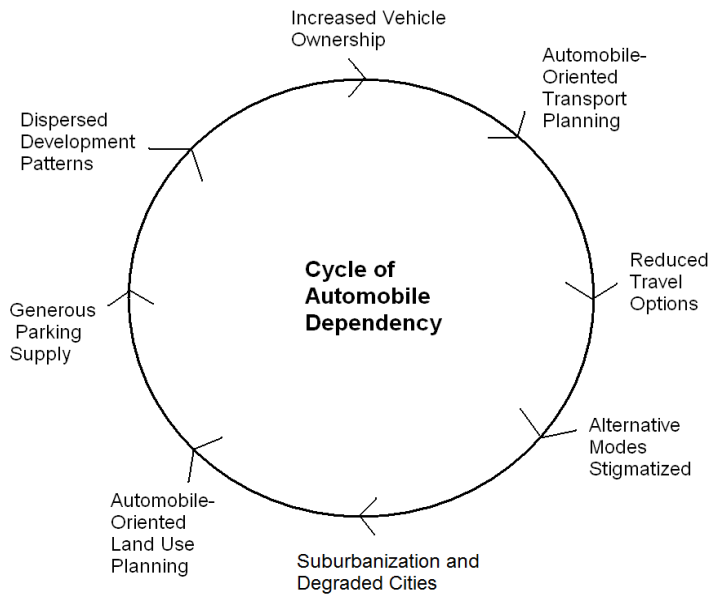 Increased Vehicle
Ownership
Automobile-
Oriented
Transport
Planning
Reduced
Travel
Options
Alternative
Modes
Stigmatized
Suburbanization and
Degraded Cities
Automobile-
Oriented
Land Use
Planning
Generous
Parking
Supply
Dispersed
Development
Patterns
Cycle of
Automobile
Dependency